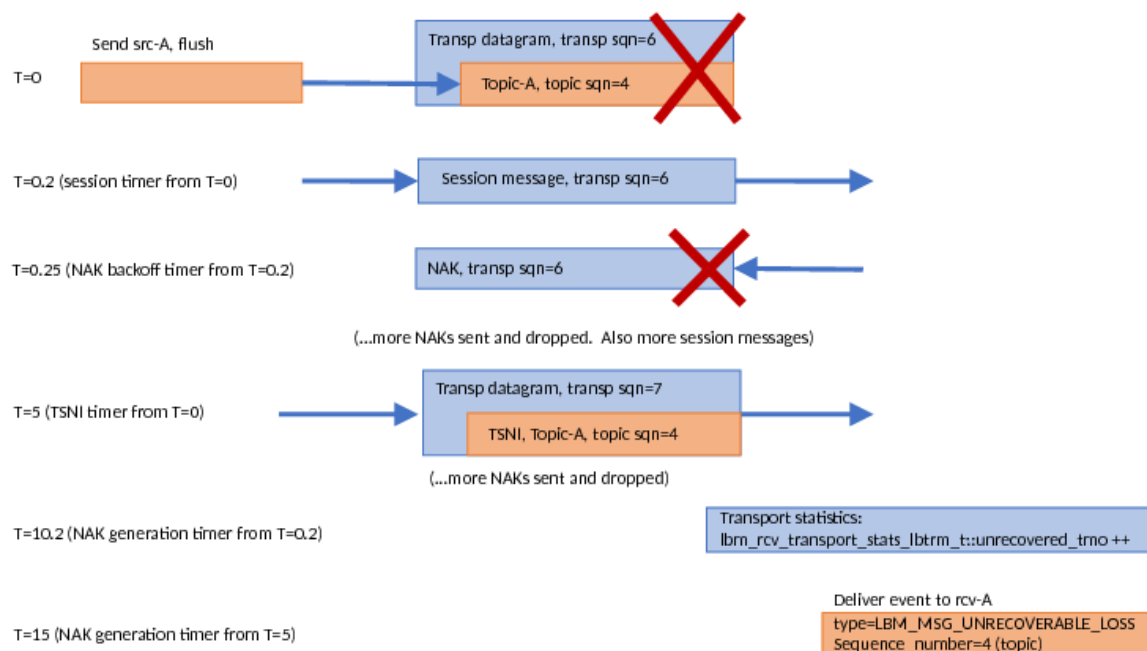 Send src-A, flush
Transp datagram, transp sqn=6
T=0
Topic-A, topic sqn=4
T=0.2 (session timer from T=0)
Session message, transp sqn=6
T=0.25 (NAK backoff timer from T=0.2)
NAK, transp sqn=6
(...more NAKs sent and dropped. Also more session messages)
Transp datagram, transp sqn=7
T=5 (TSNI timer from T=0)
TSNI, Topic-A, topic sqn=4
(...more NAKs sent and dropped)
T=10.2 (NAK generation timer from T=0.2)
Transport statistics:
lbm_rcv_transport_stats_lbtrm_t::unrecovered_tmo ++
Deliver event to rcv-A
T=15 (NAK generation timer from T=5)
type=LBM_MSG_UNRECOVERABLE_LOSS
Sequence_number=4 (topic)